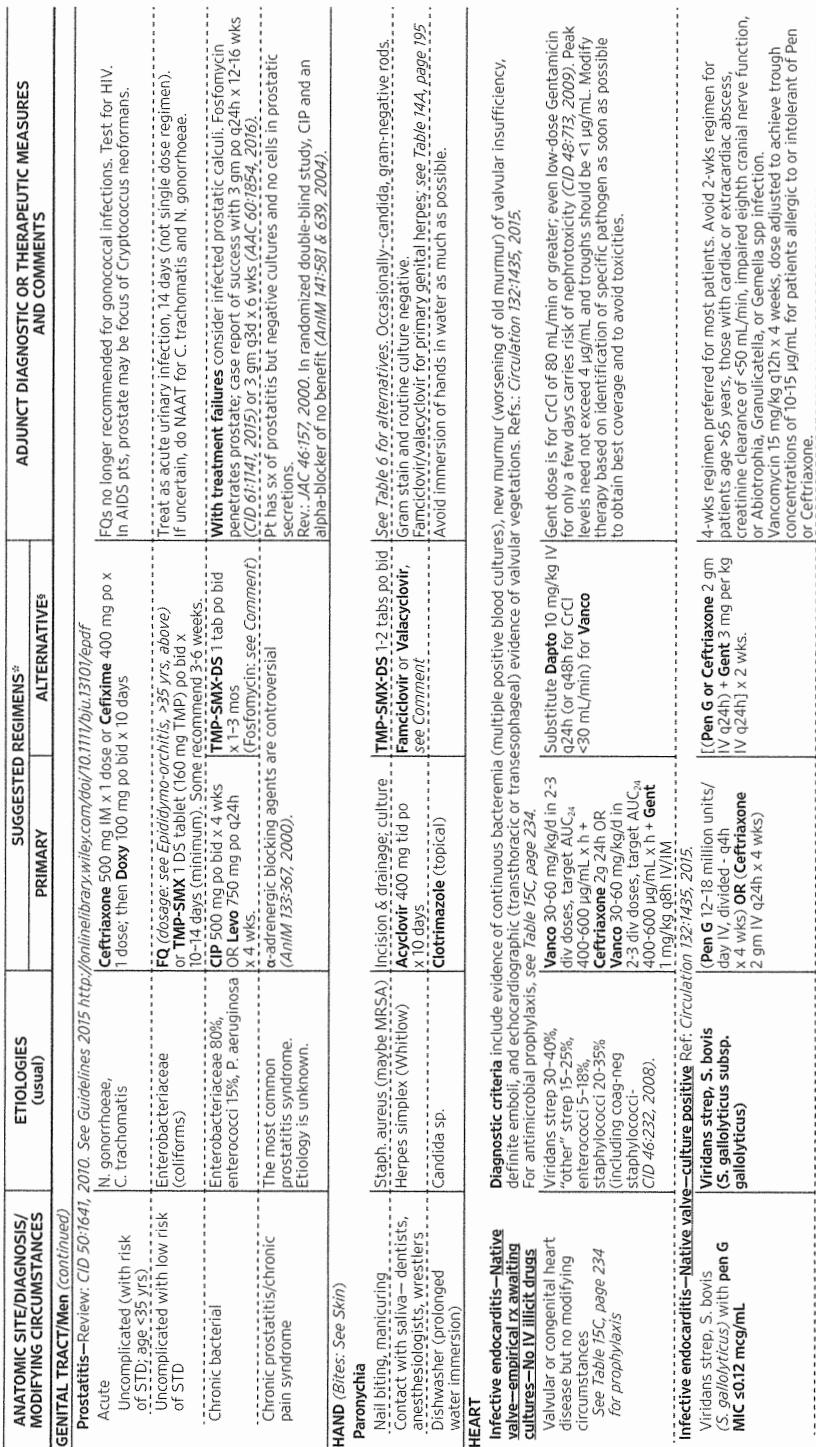 ANATOMIC SITE/DIAGNOSIS/
MODIFYING CIRCUMSTANCES
ETIOLOGIES
(usual)
SUGGESTED REGIMENS*
PRIMARY
ALTERNATIVE§
ADJUNCT DIAGNOSTIC OR THERAPEUTIC MEASURES
AND COMMENTS
GENITAL TRACT/Men (continued)
Prostatitis—Review: CID 50:1641, 2010. See Guidelines 2015 http://onlinelibrary.wiley.com/doi/10.1111/bju.13101/epdf
Acute
Uncomplicated (with risk
of STD; age <35 yrs)
N. gonorrhoeae,
C. trachomatis
Ceftriaxone 500 mg IM x 1 dose or Cefixime 400 mg po x
1 dose; then Doxy 100 mg po bid x 10 days
FQs no longer recommended for gonococcal infections. Test for HIV.
In AIDS pts, prostate may be focus of Cryptococcus neoformans.
Uncomplicated with low risk
of STD
Enterobacteriaceae
(coliforms)
FQ (dosage: see Epididymo-orchitis, >35 yrs, above)
or TMP-SMX 1 DS tablet (160 mg TMP) po bid x
10–14 days (minimum). Some recommend 3-6 weeks.
Treat as acute urinary infection, 14 days (not single dose regimen).
If uncertain, do NAAT for C. trachomatis and N. gonorrhoeae.
Chronic bacterial
Enterobacteriaceae 80%,
enterococci 15%, P. aeruginosa
CIP 500 mg po bid x 4 wks
OR Levo 750 mg po q24h
x 4 wks.
TMP-SMX-DS 1 tab po bid
x 1–3 mos
(Fosfomycin: see Comment)
With treatment failures consider infected prostatic calculi. Fosfomycin
penetrates prostate; case report of success with 3 gm po q24h x 12-16 wks
(CID 61:1141, 2015) or 3 gm q3d x 6 wks (AAC 60:1854, 2016).
Chronic prostatitis/chronic
pain syndrome
The most common
prostatitis syndrome.
Etiology is unknown.
α-adrenergic blocking agents are controversial
(AnIM 133:367, 2000).
Pt has sx of prostatitis but negative cultures and no cells in prostatic
secretions.
Rev.: JAC 46:157, 2000. In randomized double-blind study, CIP and an
alpha-blocker of no benefit (AnIM 141:581 & 639, 2004).
HAND (Bites: See Skin)
Paronychia
Nail biting, manicuring
Staph. aureus (maybe MRSA)
Incision & drainage; culture
TMP-SMX-DS 1-2 tabs po bid
See Table 6 for alternatives. Occasionally--candida, gram-negative rods.
Contact with saliva— dentists,
anesthesiologists, wrestlers
Herpes simplex (Whitlow)
Acyclovir 400 mg tid po
x 10 days
Famciclovir or Valacyclovir,
see Comment
Gram stain and routine culture negative.
Famciclovir/valacyclovir for primary genital herpes; see Table 14A, page 195
Dishwasher (prolonged
water immersion)
Candida sp.
Clotrimazole (topical)
Avoid immersion of hands in water as much as possible.
HEART
Infective endocarditis—Native
valve—empirical rx awaiting
cultures—No IV illicit drugs
Diagnostic criteria include evidence of continuous bacteremia (multiple positive blood cultures), new murmur (worsening of old murmur) of valvular insufficiency,
definite emboli, and echocardiographic (transthoracic or transesophageal) evidence of valvular vegetations. Refs.: Circulation 132:1435, 2015.
For antimicrobial prophylaxis, see Table 15C, page 234.
Valvular or congenital heart
disease but no modifying
circumstances
See Table 15C, page 234
for prophylaxis
Viridans strep 30–40%,
"other" strep 15–25%,
enterococci 5–18%,
staphylococci 20-35%
(including coag-neg
staphylococci-
CID 46:232, 2008).
Vanco 30-60 mg/kg/d in 2-3
div doses, target AUC24
400-600 µg/mL x h +
Ceftriaxone 2g 24h OR
Vanco 30-60 mg/kg/d in
2-3 div doses, target AUC24
400-600 µg/mL x h + Gent
1 mg/kg q8h IV/IM
Substitute Dapto 10 mg/kg IV
q24h (or q48h for CrCl
<30 mL/min) for Vanco
Gent dose is for CrCl of 80 mL/min or greater; even low-dose Gentamicin
for only a few days carries risk of nephrotoxicity (CID 48:713, 2009). Peak
levels need not exceed 4 µg/mL and troughs should be <1 µg/mL. Modify
therapy based on identification of specific pathogen as soon as possible
to obtain best coverage and to avoid toxicities.
Infective endocarditis—Native valve—culture positive Ref: Circulation 132:1435, 2015.
Viridans strep, S. bovis
(S. gallolyticus) with pen G
MIC ≤0.12 mcg/mL
Viridans strep, S. bovis
(S. gallolyticus subsp.
gallolyticus)
(Pen G 12–18 million units/
day IV, divided - q4h
x 4 wks) OR (Ceftriaxone
2 gm IV q24h x 4 wks)
[(Pen G or Ceftriaxone 2 gm
IV q24h) + Gent 3 mg per kg
IV q24h] x 2 wks.
4-wks regimen preferred for most patients. Avoid 2-wks regimen for
patients age >65 years, those with cardiac or extracardiac abscess,
creatinine clearance of <50 mL/min, impaired eighth cranial nerve function,
or Abiotrophia, Granulicatella, or Gemella spp infection.
Vancomycin 15 mg/kg q12h x 4 weeks, dose adjusted to achieve trough
concentrations of 10-15 µg/mL for patients allergic to or intolerant of Pen
or Ceftriaxone.